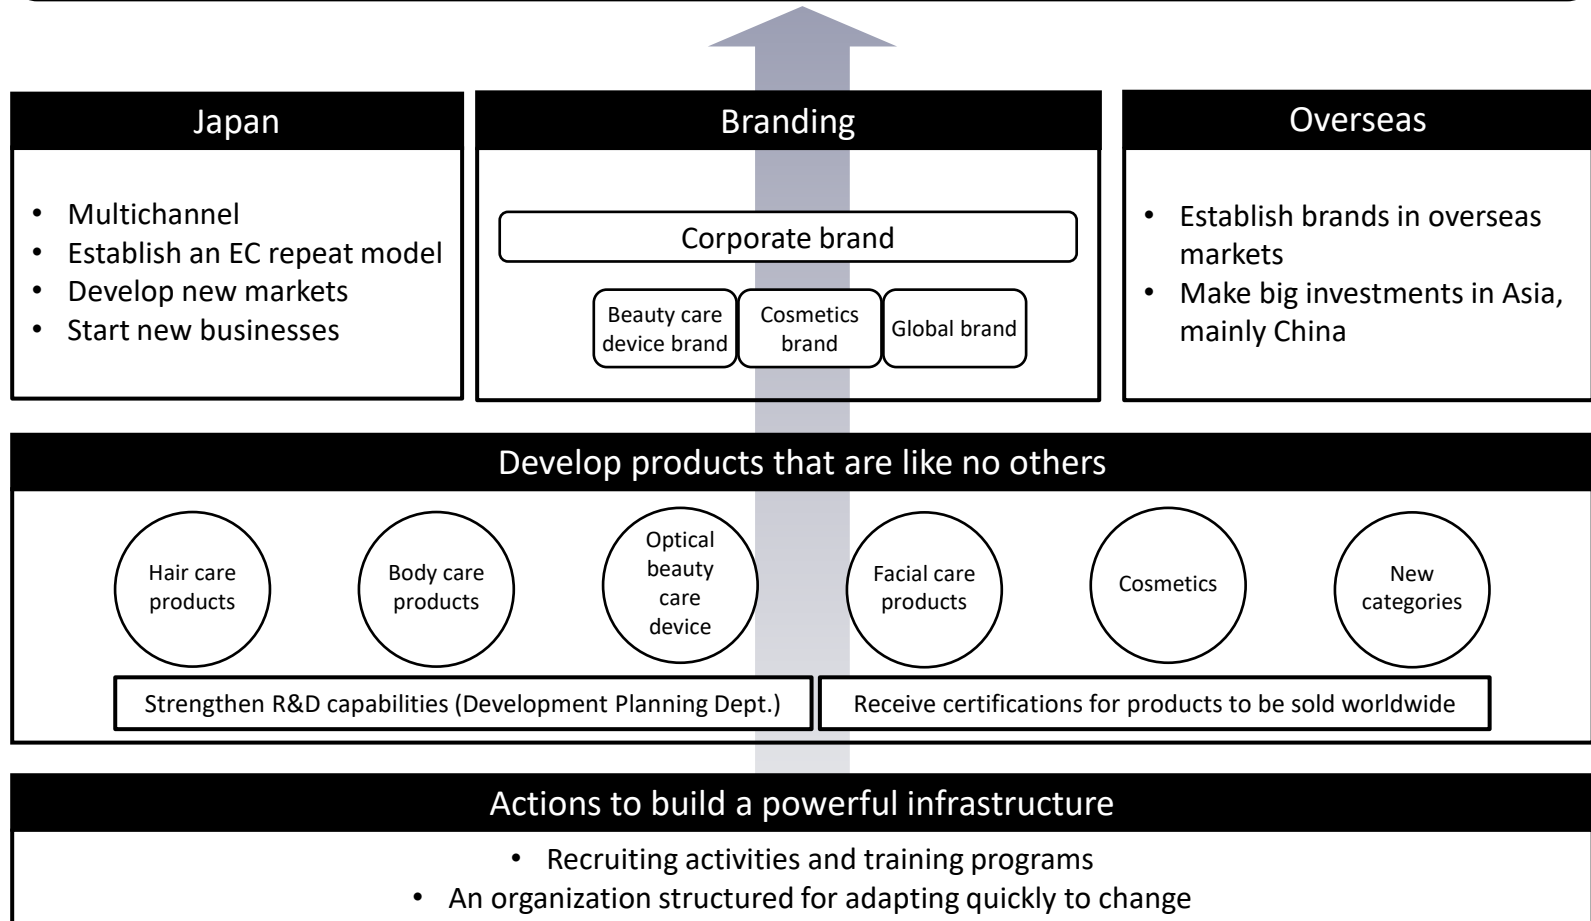 Japan
• Multichannel
• Establish an EC repeat model
• Develop new markets
• Start new businesses
Branding
Corporate brand
Beauty care
device brand
Cosmetics
brand
Global brand
Overseas
• Establish brands in overseas
markets
• Make big investments in Asia,
mainly China
Develop products that are like no others
Hair care
products
Body care
products
Optical
beauty
care
device
Facial care
products
Cosmetics
New
categories
Strengthen R&D capabilities (Development Planning Dept.)
Receive certifications for products to be sold worldwide
Actions to build a powerful infrastructure
• Recruiting activities and training programs
• An organization structured for adapting quickly to change